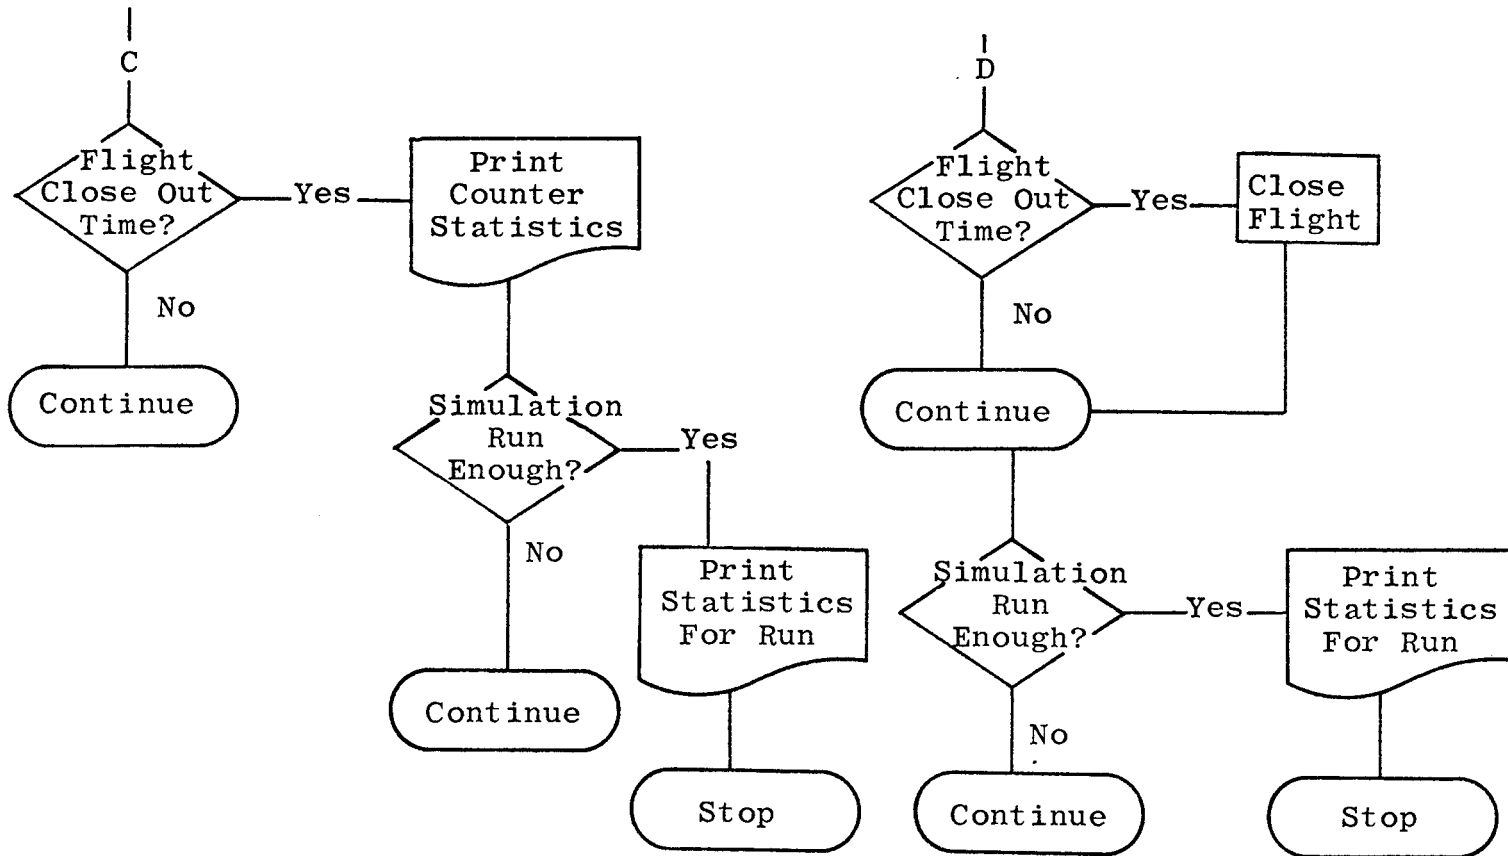 C
Flight
Close Out
Time?
Yes
Print
Counter
Statistics
No
Continue
Simulation
Run
Enough?
Yes
No
Continue
Print
Statistics
For Run
Stop
D
Flight
Close Out
Time?
Yes
Close
Flight
No
Continue
Simulation
Run
Enough?
Yes
Print
Statistics
For Run
No
Continue
Stop